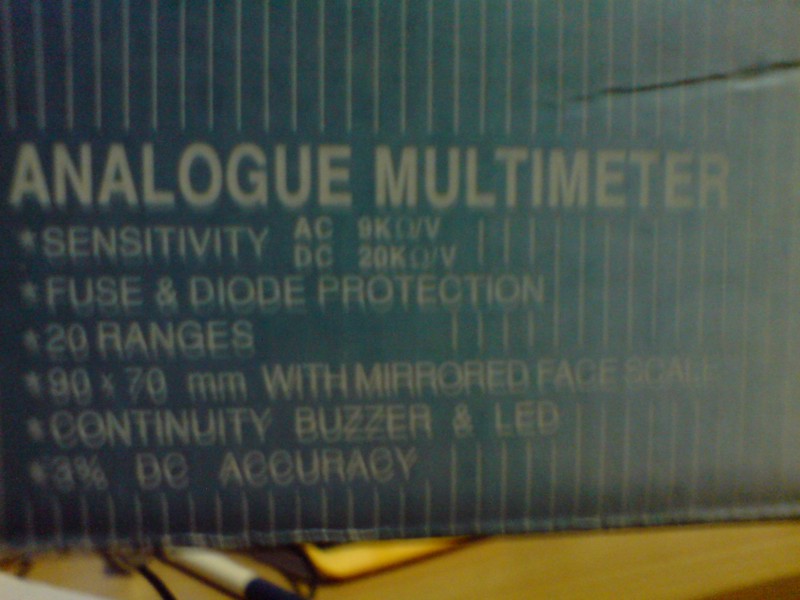 ANALOGUE MULTIMETER
*SENSITIVITY AC 9KΩ/V
DC 20KΩ/V
*FUSE & DIODE PROTECTION
*20 RANGES
*90 x 70 mm WITH MIRRORED FACE SCALE
*CONTINUITY BUZZER & LED
*3% DC ACCURACY